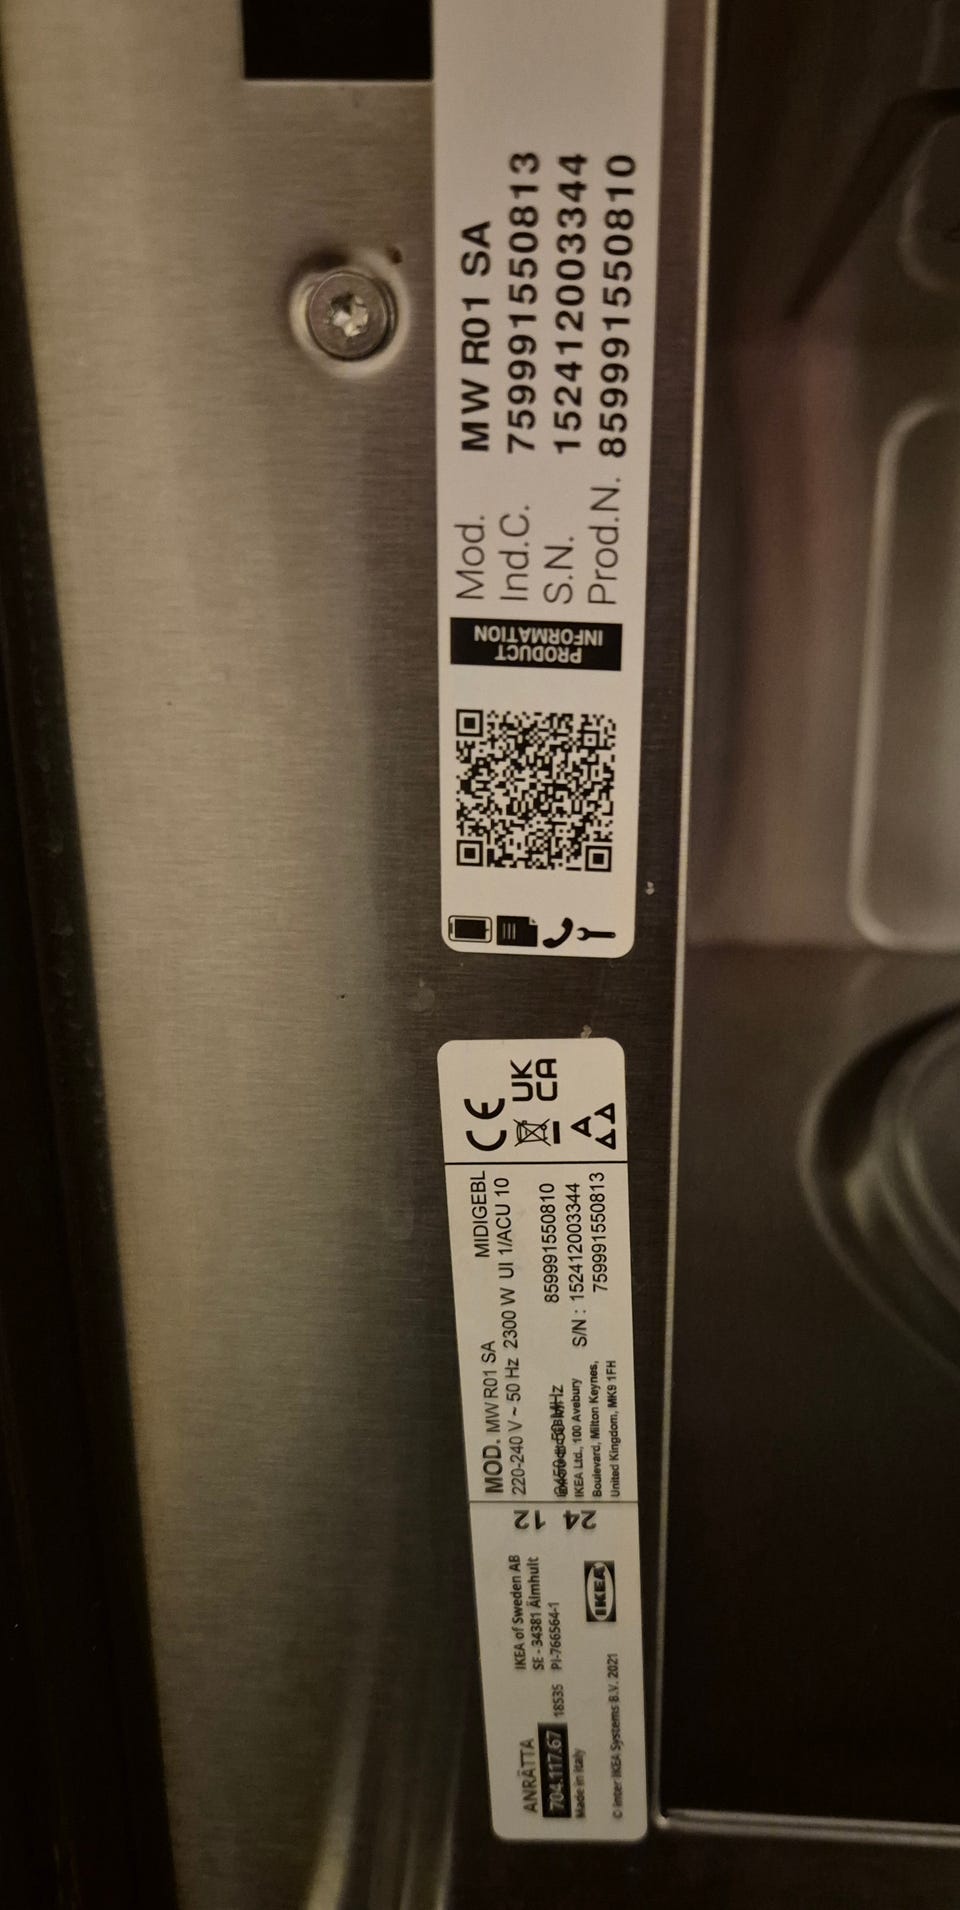 Mod. MW R01 SA
Ind.C. 759991550813
S.N. 152412003344
Prod.N. 859991550810
PRODUCT
INFORMATION
ANRÄTTA
704.117.67
18535
Made in Italy
© Inter IKEA Systems B.V. 2021
IKEA of Sweden AB
SE - 34381 Älmhult
PI-766564-1
IKEA
12
24
MOD. MW R01 SA MIDIGEBL
220-240 V ~ 50 Hz 2300 W UI 1/ACU 10
859991550810
IKEA Ltd., 100 Avebury
Boulevard, Milton Keynes,
United Kingdom, MK9 1FH
S/N : 152412003344
759991550813
CE
UK
CA